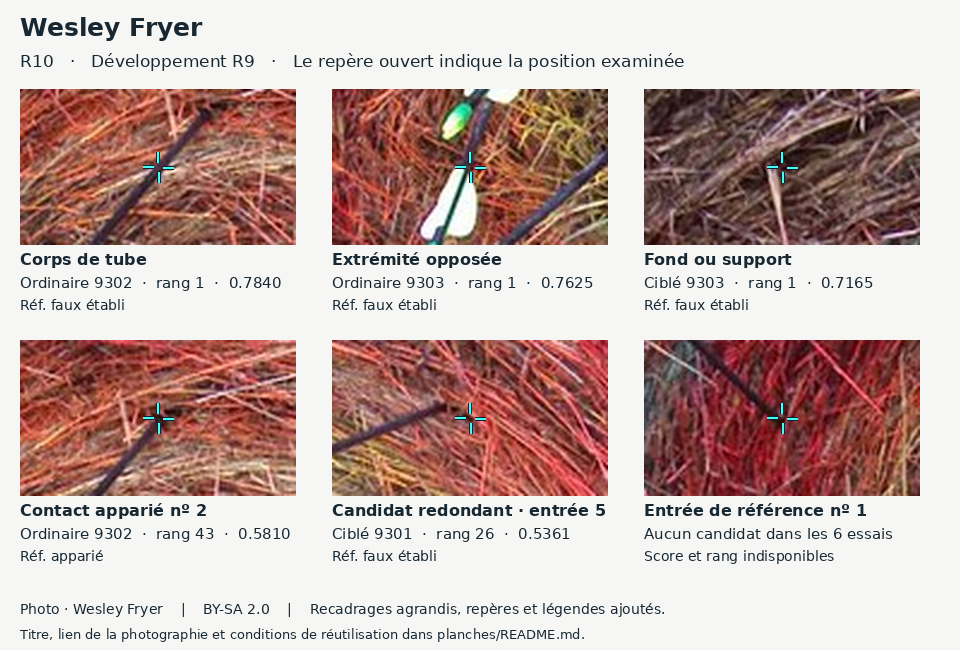 Wesley Fryer
R10 · Développement R9 · Le repère ouvert indique la position examinée
Corps de tube
Ordinaire 9302 · rang 1 · 0.7840
Réf. faux établi
Extrémité opposée
Ordinaire 9303 · rang 1 · 0.7625
Réf. faux établi
Fond ou support
Ciblé 9303 · rang 1 · 0.7165
Réf. faux établi
Contact apparié nº 2
Ordinaire 9302 · rang 43 · 0.5810
Réf. apparié
Candidat redondant · entrée 5
Ciblé 9301 · rang 26 · 0.5361
Réf. faux établi
Entrée de référence nº 1
Aucun candidat dans les 6 essais
Score et rang indisponibles
Photo · Wesley Fryer | BY-SA 2.0 | Recadrages agrandis, repères et légendes ajoutés.
Titre, lien de la photographie et conditions de réutilisation dans planches/README.md.